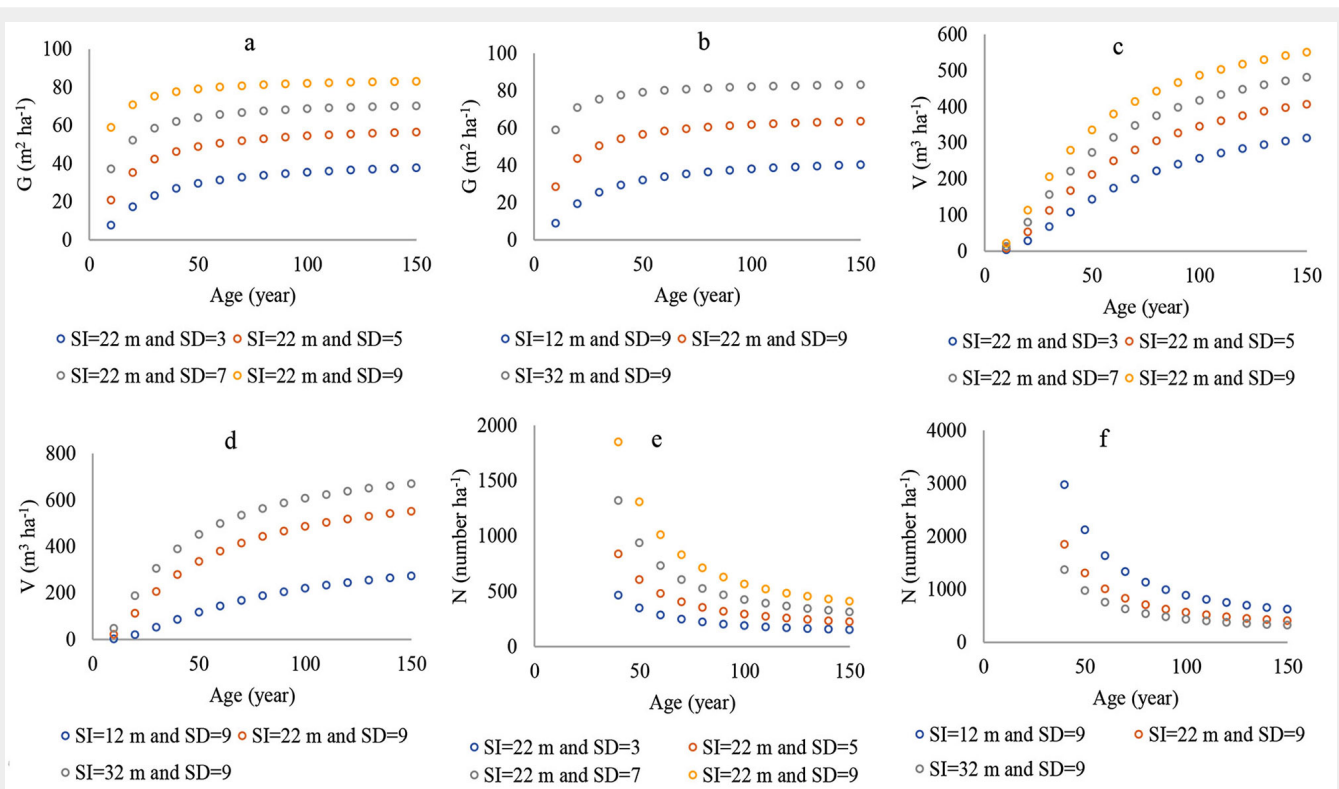 a
100
80
60
40
20
0
G (m² ha⁻¹)
0 50 100 150
Age (year)
SI=22 m and SD=3 SI=22 m and SD=5
SI=22 m and SD=7 SI=22 m and SD=9
b
100
80
60
40
20
0
G (m² ha⁻¹)
0 50 100 150
Age (year)
SI=12 m and SD=9 SI=22 m and SD=9
SI=32 m and SD=9
c
600
500
400
300
200
100
0
V (m³ ha⁻¹)
0 50 100 150
Age (year)
SI=22 m and SD=3 SI=22 m and SD=5
SI=22 m and SD=7 SI=22 m and SD=9
d
800
600
400
200
0
V (m³ ha⁻¹)
0 50 100 150
Age (year)
SI=12 m and SD=9 SI=22 m and SD=9
SI=32 m and SD=9
e
2000
1500
1000
500
0
N (number ha⁻¹)
0 50 100 150
Age (year)
SI=22 m and SD=3 SI=22 m and SD=5
SI=22 m and SD=7 SI=22 m and SD=9
f
4000
3000
2000
1000
0
N (number ha⁻¹)
0 50 100 150
Age (year)
SI=12 m and SD=9 SI=22 m and SD=9
SI=32 m and SD=9